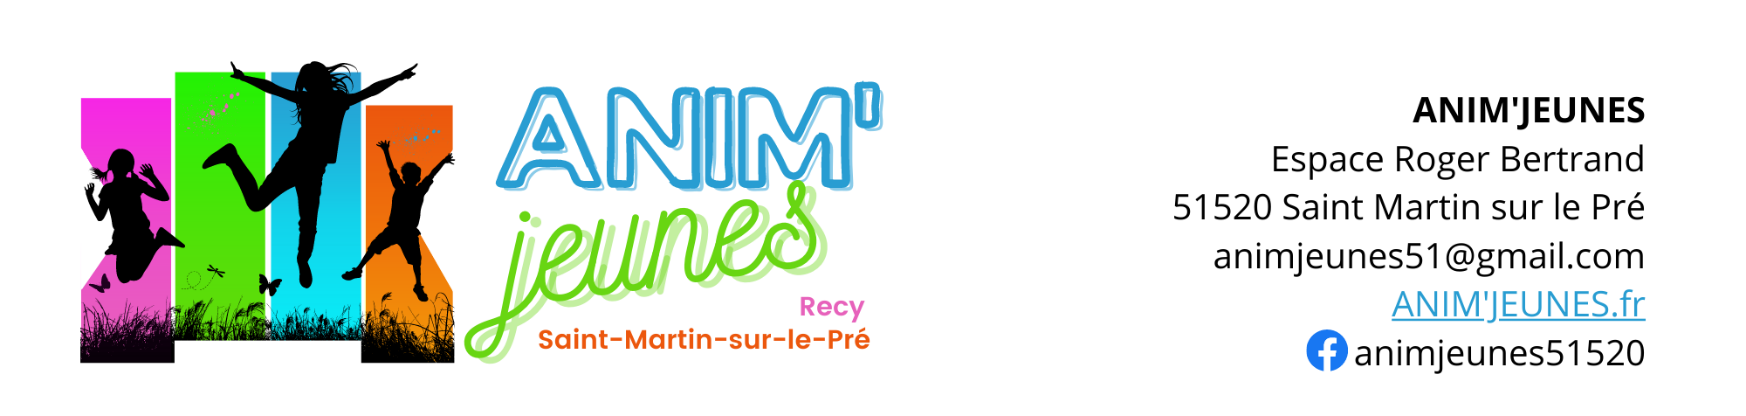 ANIM'
jeunes
Recy
Saint-Martin-sur-le-Pré
ANIM'JEUNES
Espace Roger Bertrand
51520 Saint Martin sur le Pré
animjeunes51@gmail.com
ANIM'JEUNES.fr
animjeunes51520